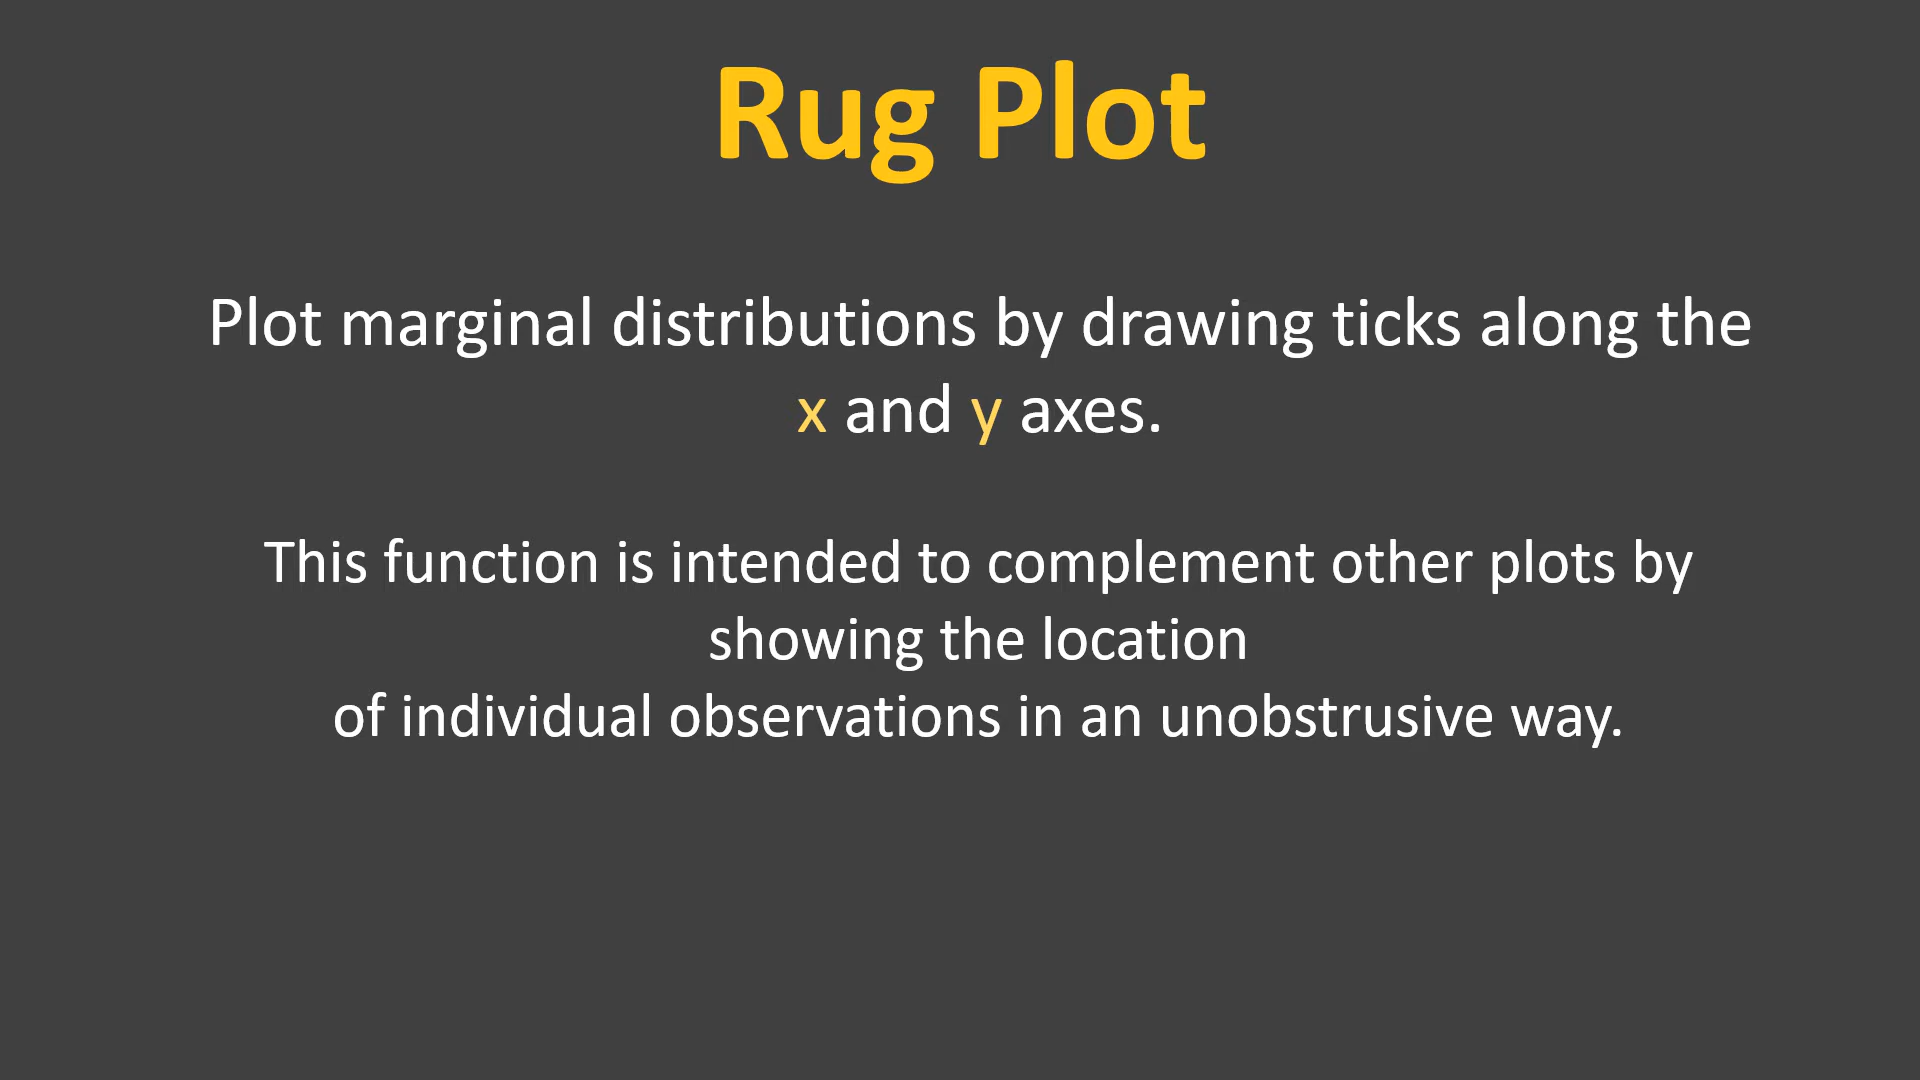 Rug Plot
Plot marginal distributions by drawing ticks along the
x and y axes.
This function is intended to complement other plots by
showing the location
of individual observations in an unobstrusive way.